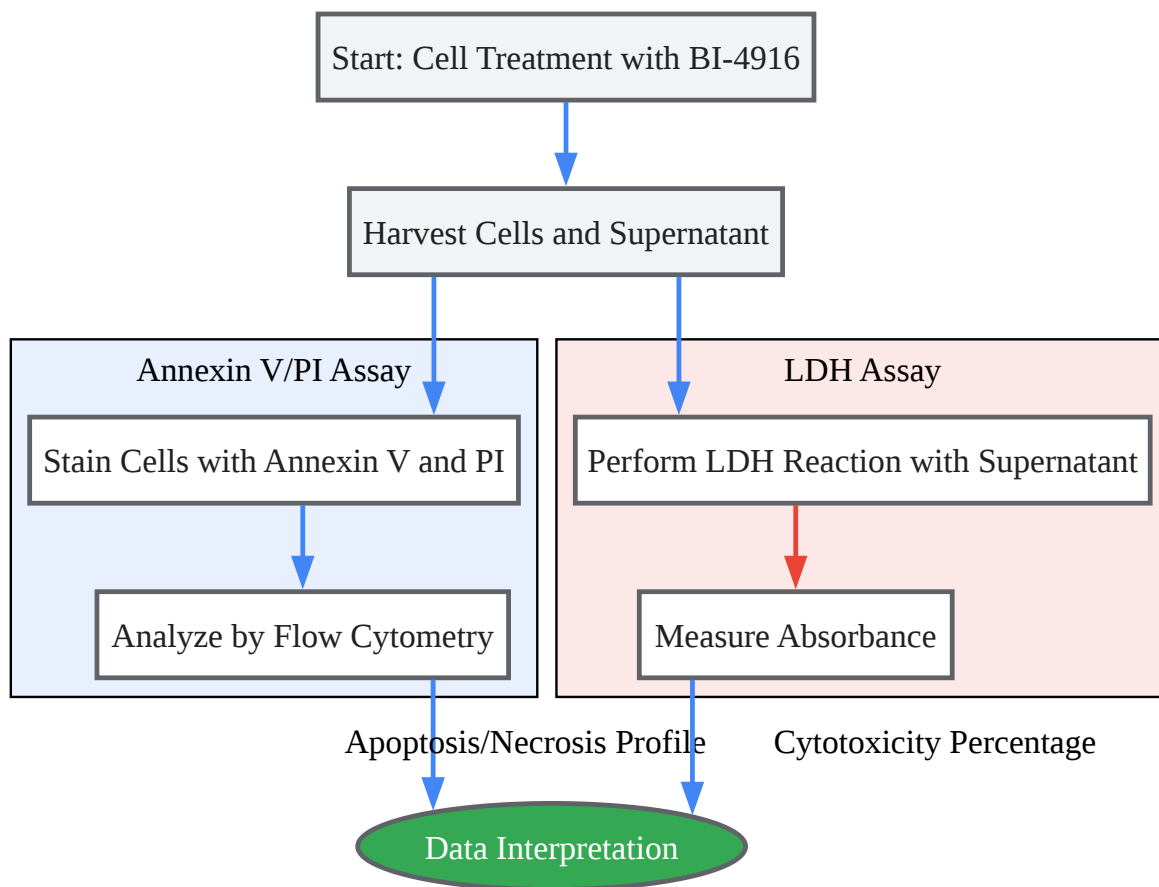 Start: Cell Treatment with BI-4916
Harvest Cells and Supernatant
Annexin V/PI Assay
LDH Assay
Stain Cells with Annexin V and PI
Perform LDH Reaction with Supernatant
Analyze by Flow Cytometry
Measure Absorbance
Apoptosis/Necrosis Profile
Cytotoxicity Percentage
Data Interpretation